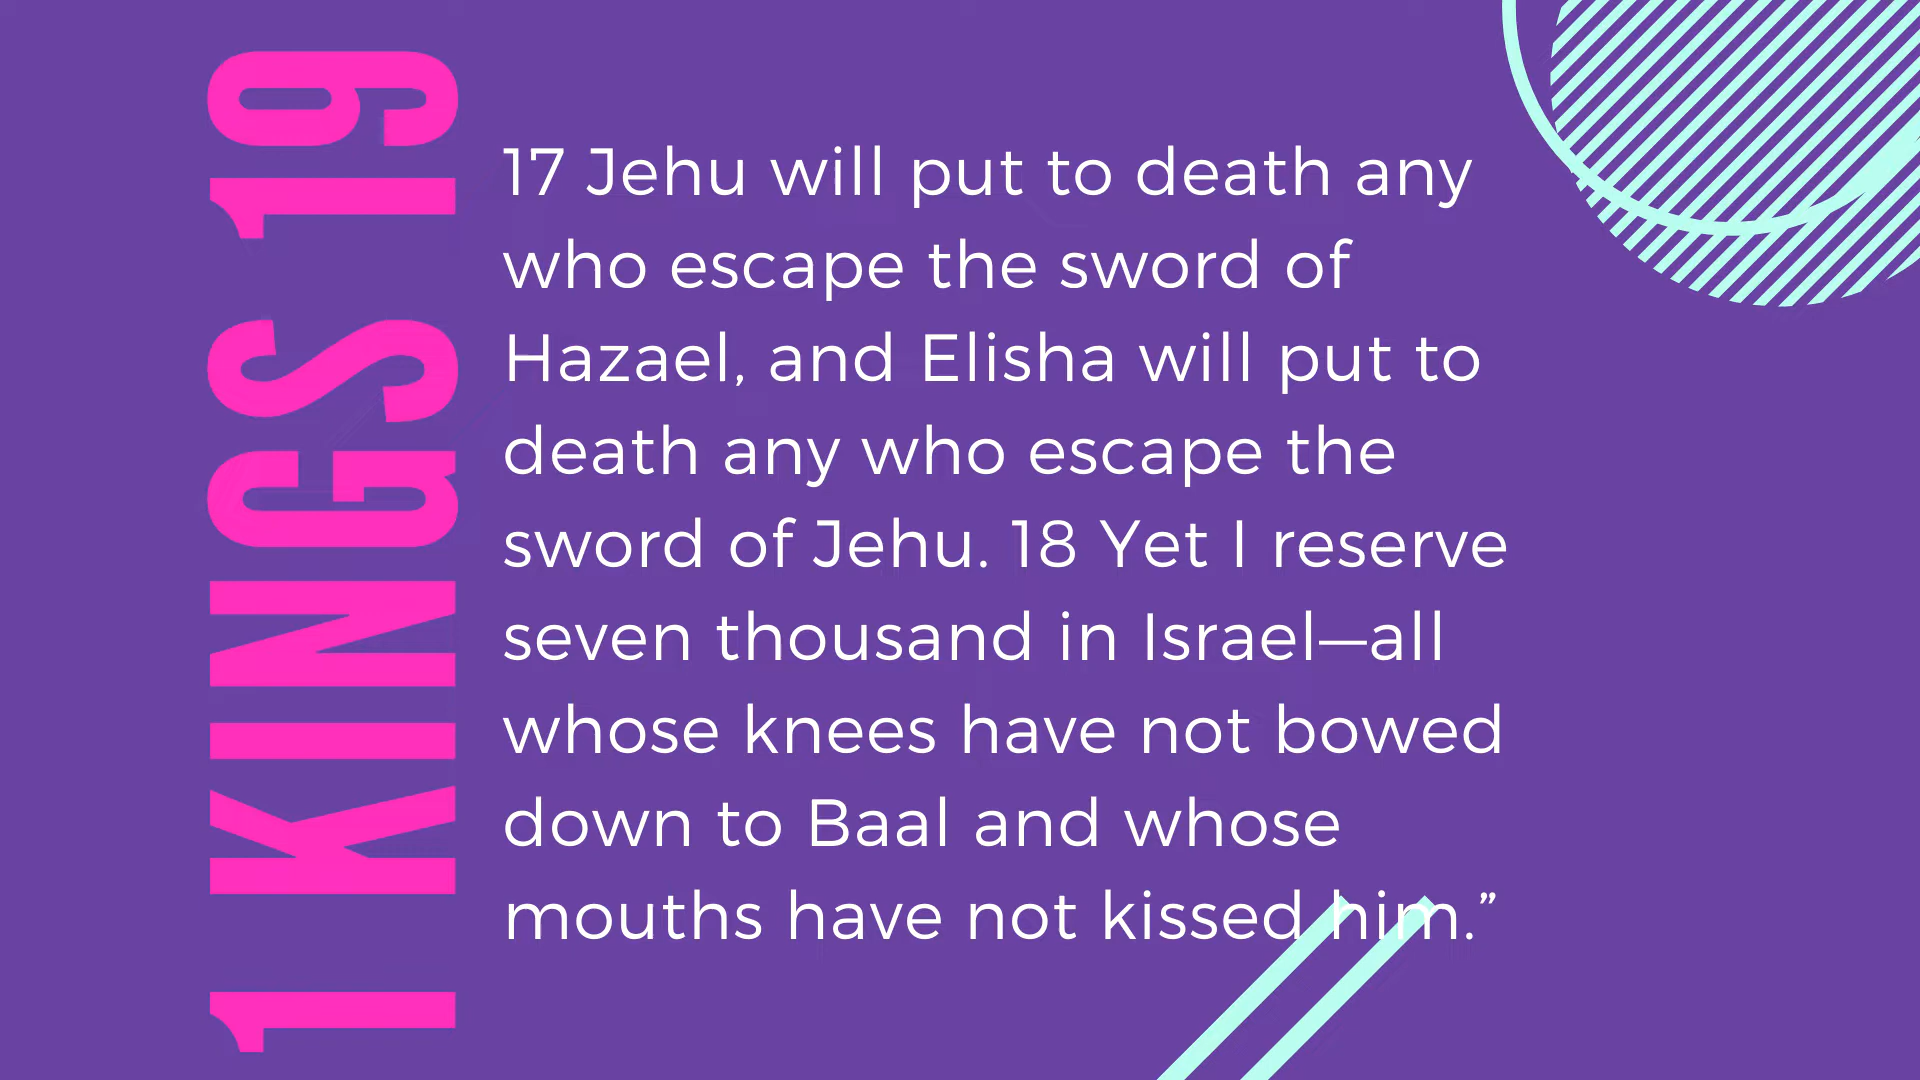 1 KINGS 19
17 Jehu will put to death any
who escape the sword of
Hazael, and Elisha will put to
death any who escape the
sword of Jehu. 18 Yet I reserve
seven thousand in Israel—all
whose knees have not bowed
down to Baal and whose
mouths have not kissed him.”